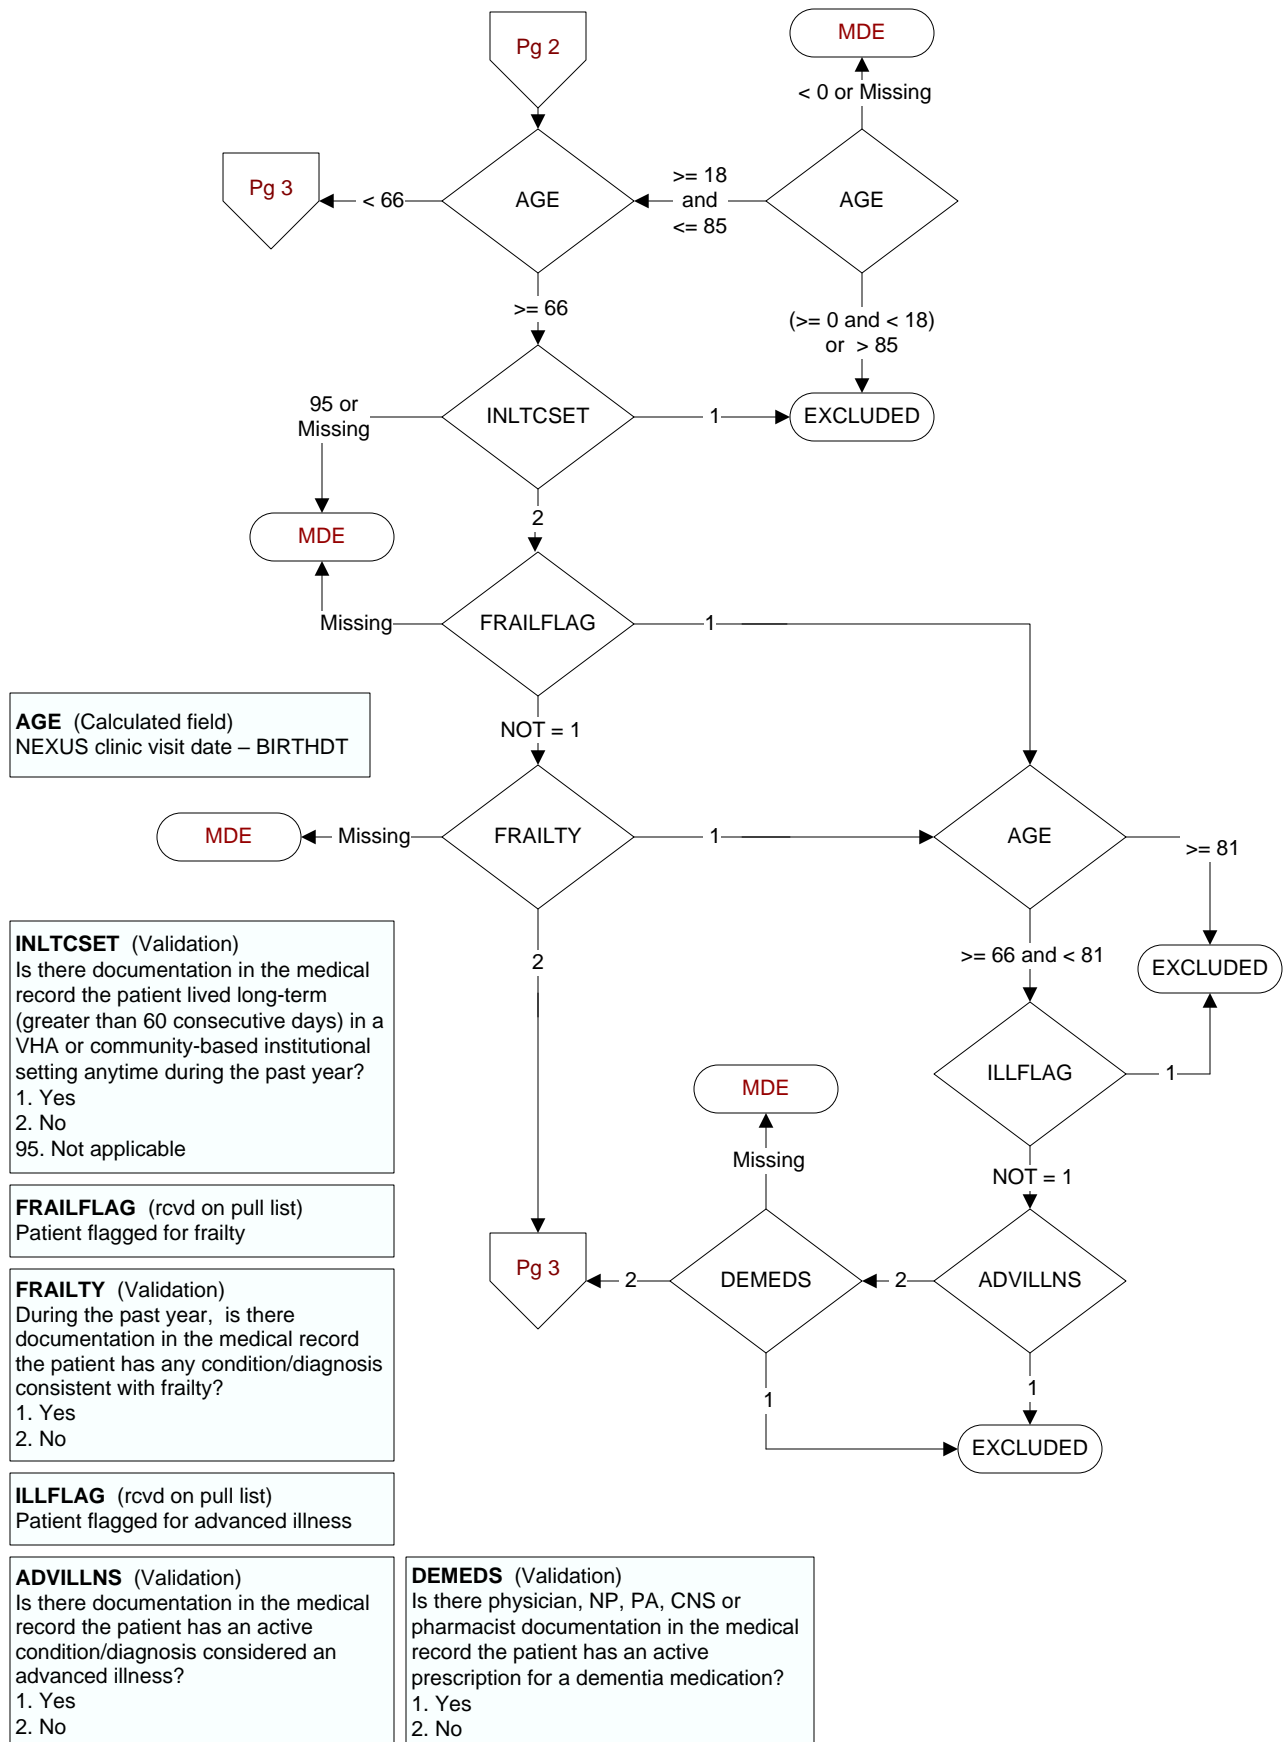 Pg 2
MDE
< 0 or Missing
Pg 3
< 66
AGE
>= 18
and
<= 85
AGE
>= 66
(>= 0 and < 18)
or > 85
95 or
Missing
INLTCSET
1
EXCLUDED
2
MDE
Missing
FRAILFLAG
1
NOT = 1
AGE (Calculated field)
NEXUS clinic visit date – BIRTHDT
MDE
Missing
FRAILTY
1
AGE
>= 81
2
>= 66 and < 81
EXCLUDED
INLTCSET (Validation)
Is there documentation in the medical
record the patient lived long-term
(greater than 60 consecutive days) in a
VHA or community-based institutional
setting anytime during the past year?
1. Yes
2. No
95. Not applicable
ILLFLAG
1
MDE
Missing
NOT = 1
FRAILFLAG (rcvd on pull list)
Patient flagged for frailty
Pg 3
2
DEMEDS
2
ADVILLNS
FRAILTY (Validation)
During the past year, is there
documentation in the medical record
the patient has any condition/diagnosis
consistent with frailty?
1. Yes
2. No
1
1
EXCLUDED
ILLFLAG (rcvd on pull list)
Patient flagged for advanced illness
ADVILLNS (Validation)
Is there documentation in the medical
record the patient has an active
condition/diagnosis considered an
advanced illness?
1. Yes
2. No
DEMEDS (Validation)
Is there physician, NP, PA, CNS or
pharmacist documentation in the medical
record the patient has an active
prescription for a dementia medication?
1. Yes
2. No